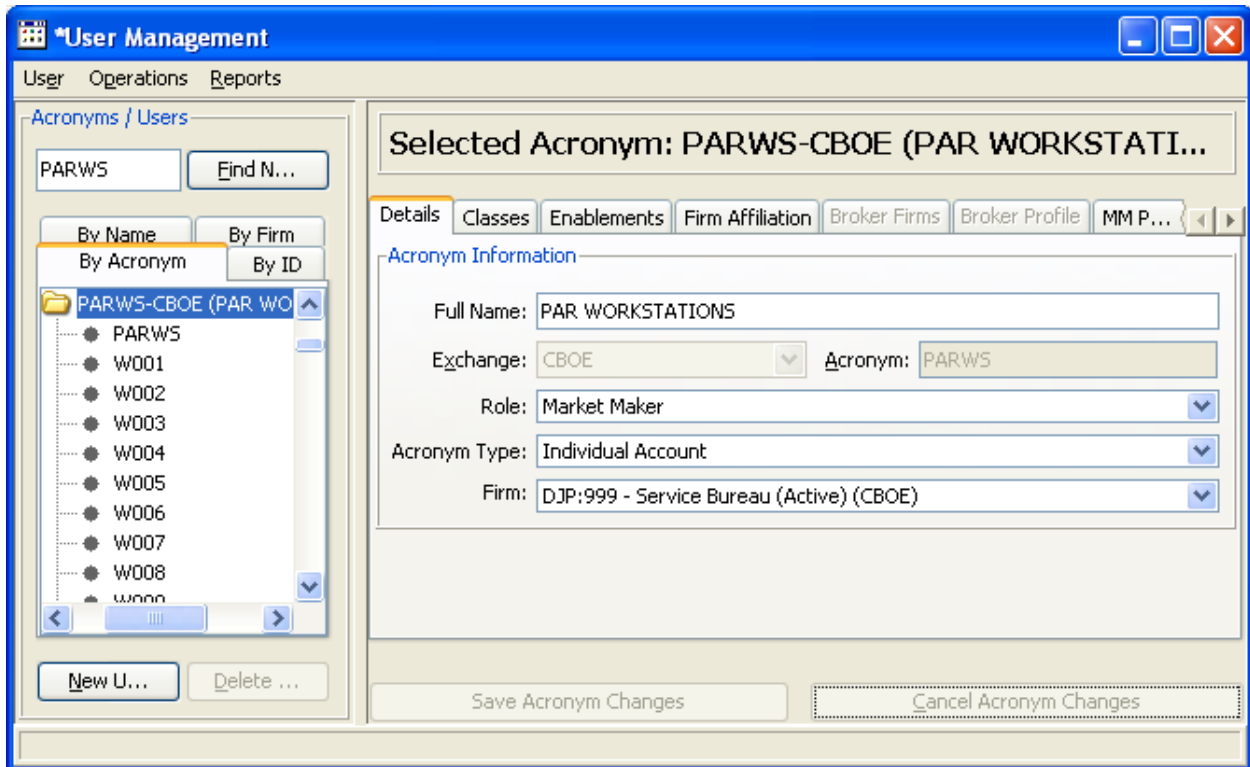 *User Management
User Operations Reports
Acronyms / Users
PARWS Find N...
By Name By Firm
By Acronym By ID
PARWS-CBOE (PAR WO
PARWS
W001
W002
W003
W004
W005
W006
W007
W008
W009
New U... Delete ...
Selected Acronym: PARWS-CBOE (PAR WORKSTATI...
Details Classes Enablements Firm Affiliation Broker Firms Broker Profile MM P...
Acronym Information
Full Name: PAR WORKSTATIONS
Exchange: CBOE Acronym: PARWS
Role: Market Maker
Acronym Type: Individual Account
Firm: DJP:999 - Service Bureau (Active) (CBOE)
Save Acronym Changes Cancel Acronym Changes